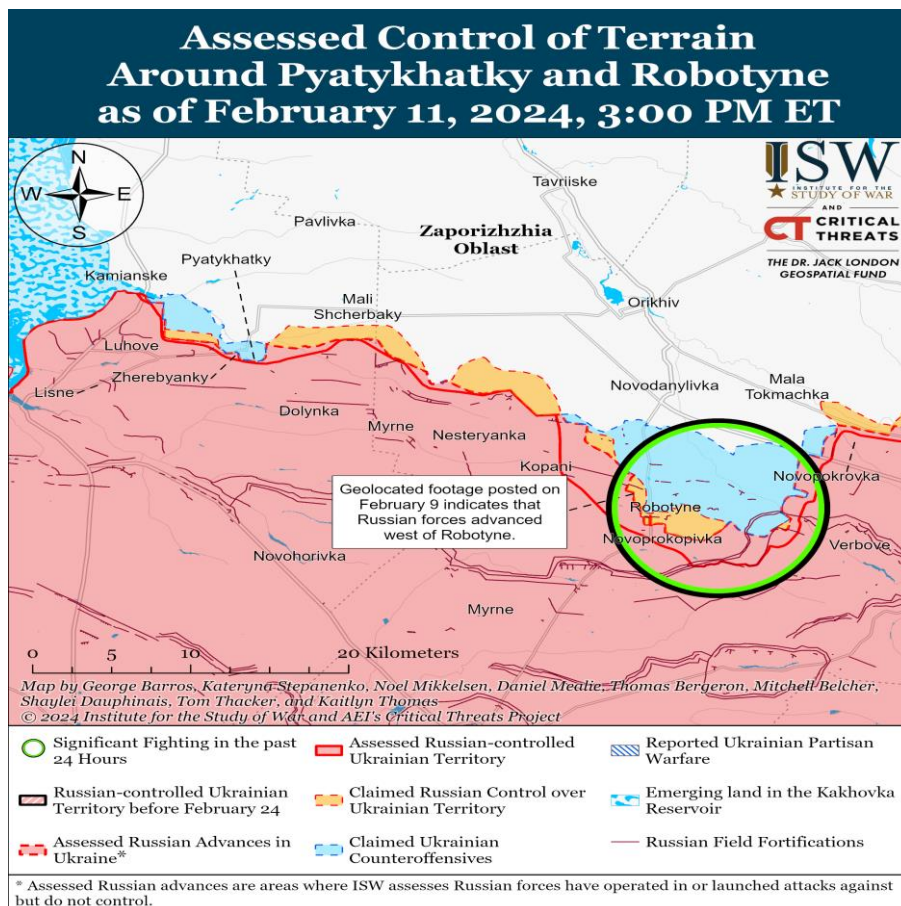 Assessed Control of Terrain
Around Pyatykhatky and Robotyne
as of February 11, 2024, 3:00 PM ET
N
W E
S
ISW
INSTITUTE FOR THE
STUDY OF WAR
AND
CT CRITICAL
THREATS
THE DR. JACK LONDON
GEOSPATIAL FUND
Tavriiske
Pavlivka
Zaporizhzhia
Oblast
Pyatykhatky
Kamianske
Mali
Shcherbaky
Orikhiv
Luhove
Zherebyanky
Lisne
Novodanylivka
Mala
Tokmachka
Dolynka
Myrne
Nesteryanka
Kopani
Novopokrovka
Geolocated footage posted on
February 9 indicates that
Russian forces advanced
west of Robotyne.
Robotyne
Novoprokopivka
Verbove
Novohorivka
Myrne
0 5 10 20 Kilometers
Map by George Barros, Kateryna Stepanenko, Noel Mikkelsen, Daniel Mealie, Thomas Bergeron, Mitchell Belcher,
Shaylei Dauphinais, Tom Thacker, and Kaitlyn Thomas
© 2024 Institute for the Study of War and AEI's Critical Threats Project
Significant Fighting in the past
24 Hours
Assessed Russian-controlled
Ukrainian Territory
Reported Ukrainian Partisan
Warfare
Russian-controlled Ukrainian
Territory before February 24
Claimed Russian Control over
Ukrainian Territory
Emerging land in the Kakhovka
Reservoir
Assessed Russian Advances in
Ukraine*
Claimed Ukrainian
Counteroffensives
Russian Field Fortifications
* Assessed Russian advances are areas where ISW assesses Russian forces have operated in or launched attacks against
but do not control.